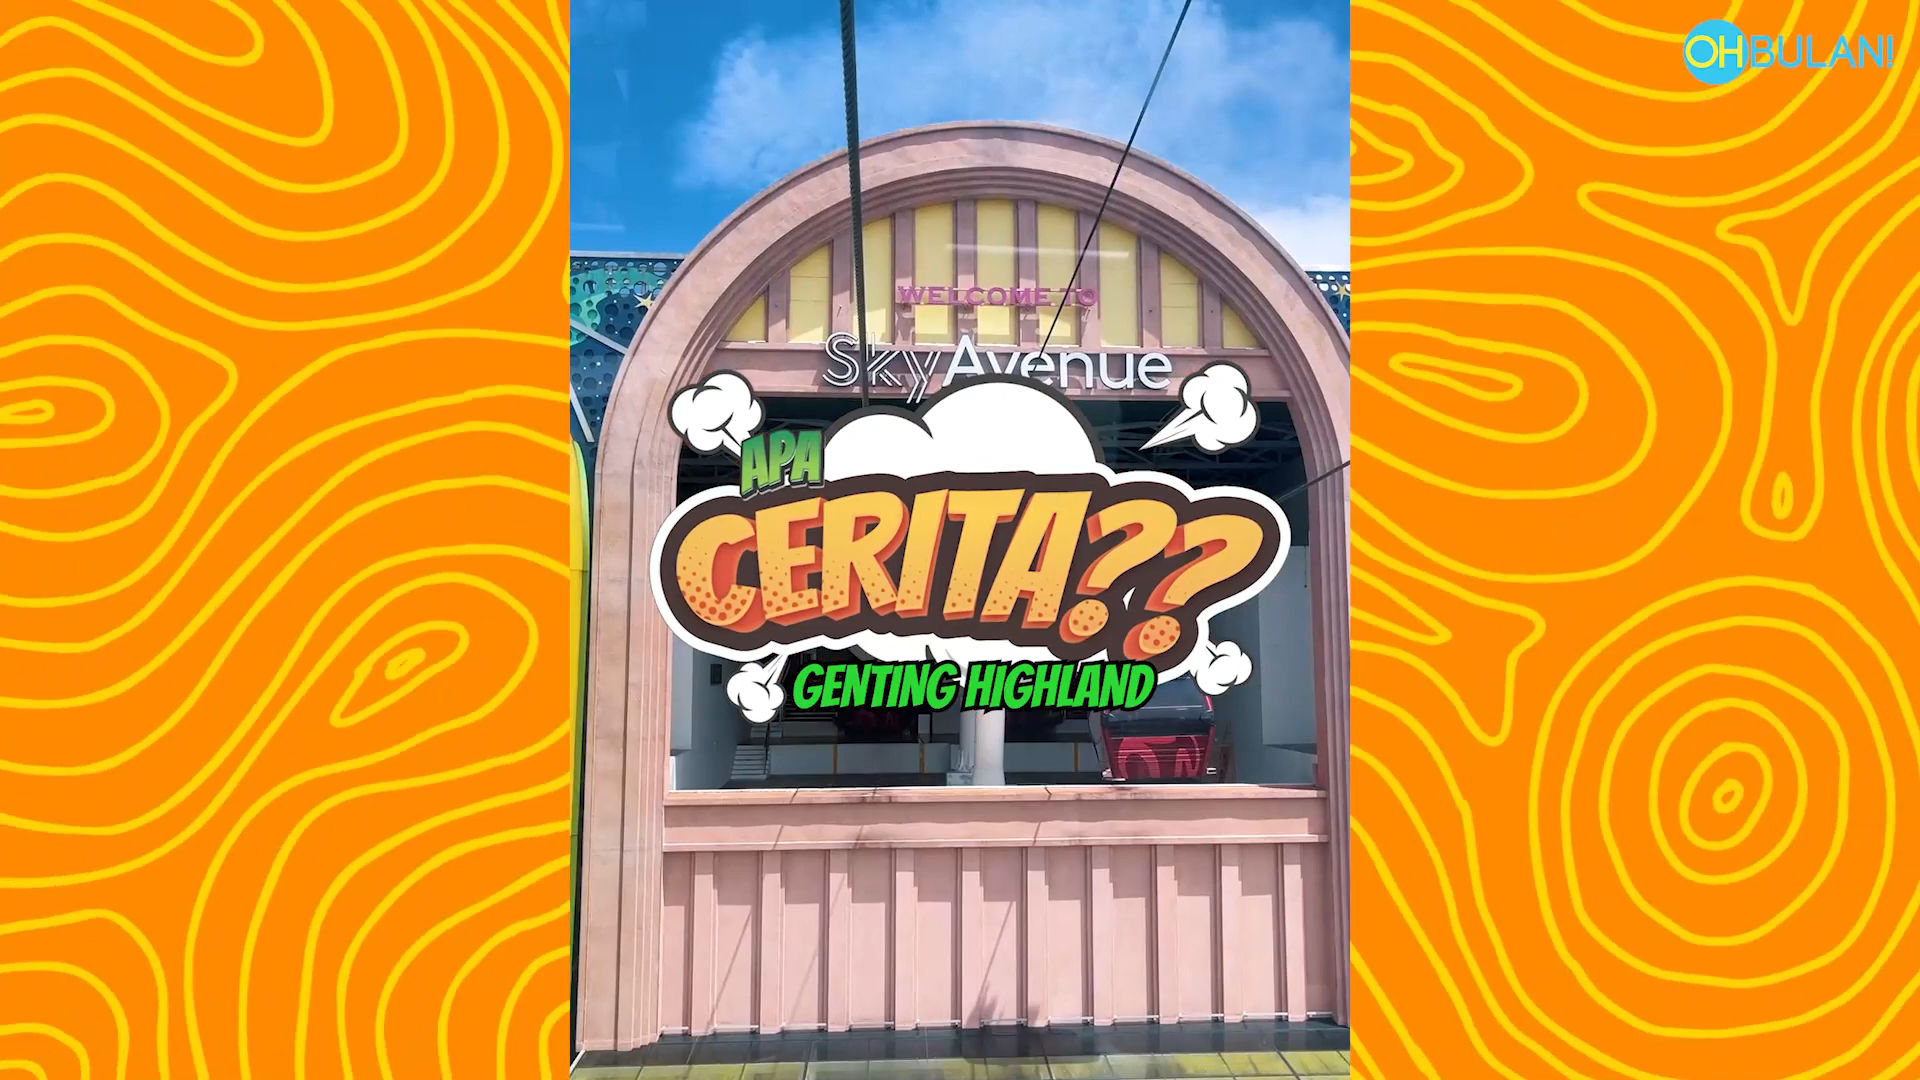 OHBULAN!
WELCOME TO
SkyAvenue
APA
CERITA??
GENTING HIGHLAND